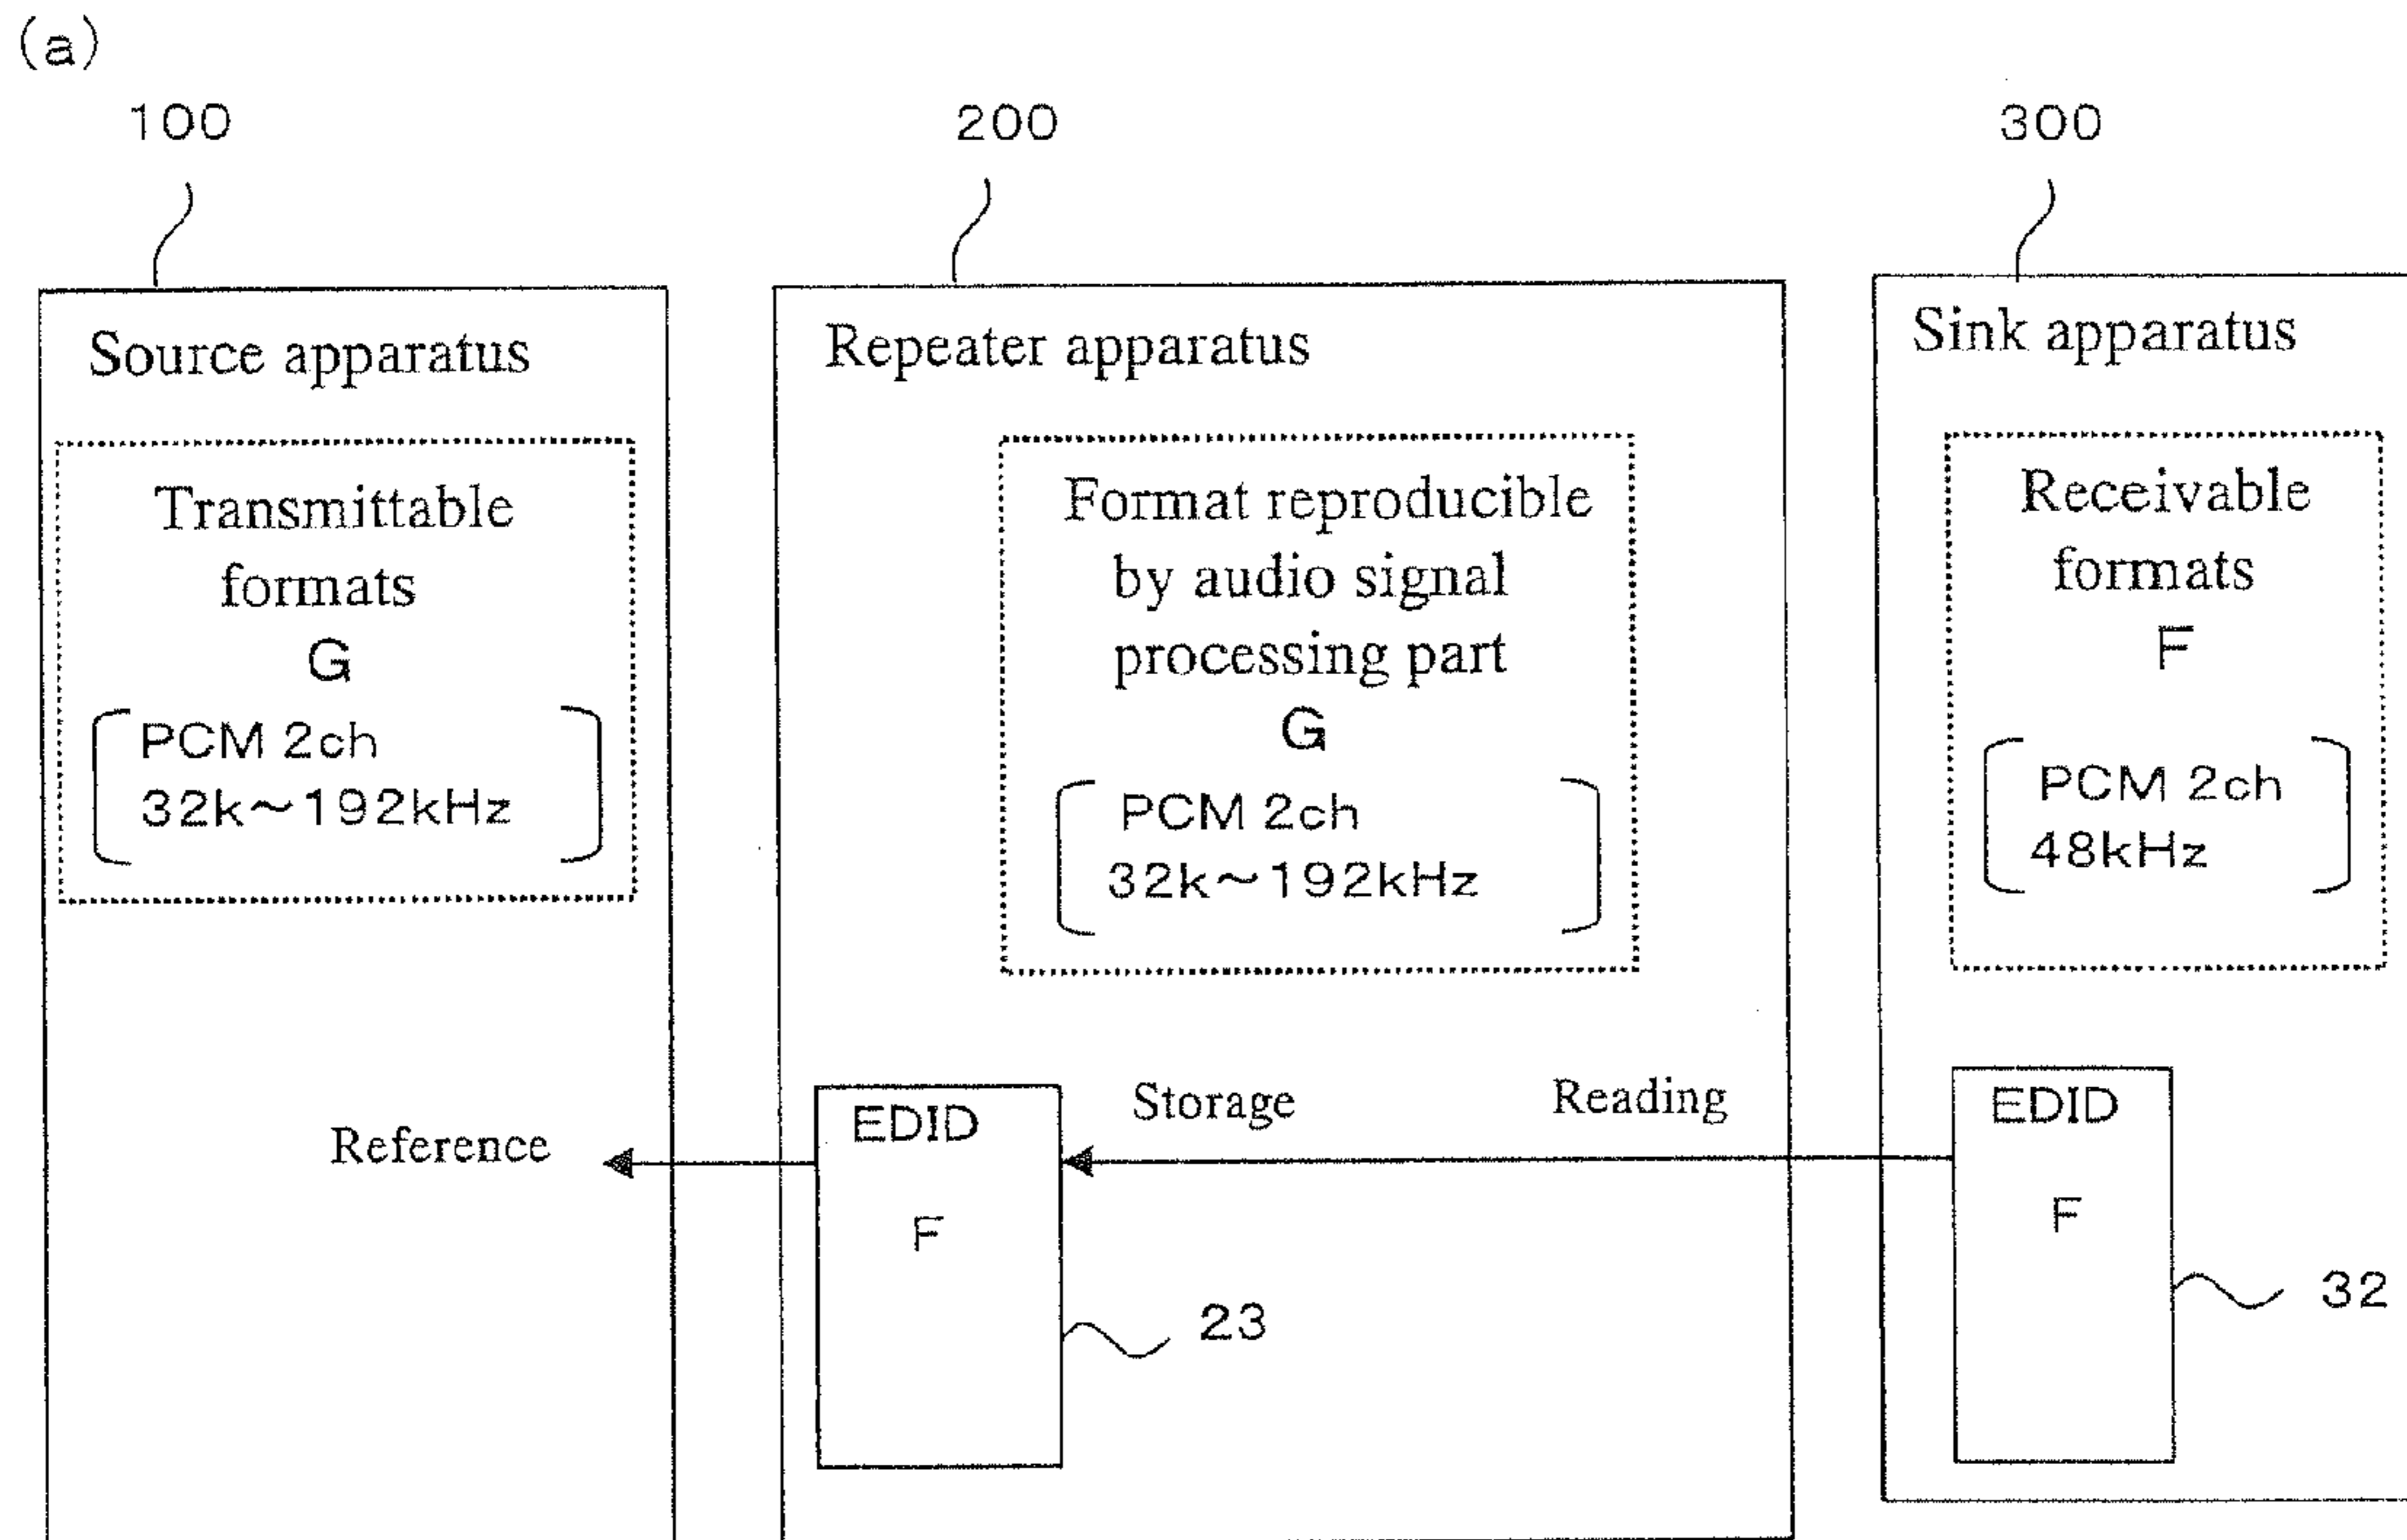 (a)
100
200
300
Source apparatus
Transmittable
formats
G
PCM 2ch
32k～192kHz
Repeater apparatus
Format reproducible
by audio signal
processing part
G
PCM 2ch
32k～192kHz
Sink apparatus
Receivable
formats
F
PCM 2ch
48kHz
Reference
EDID
F
23
Storage
Reading
EDID
F
32